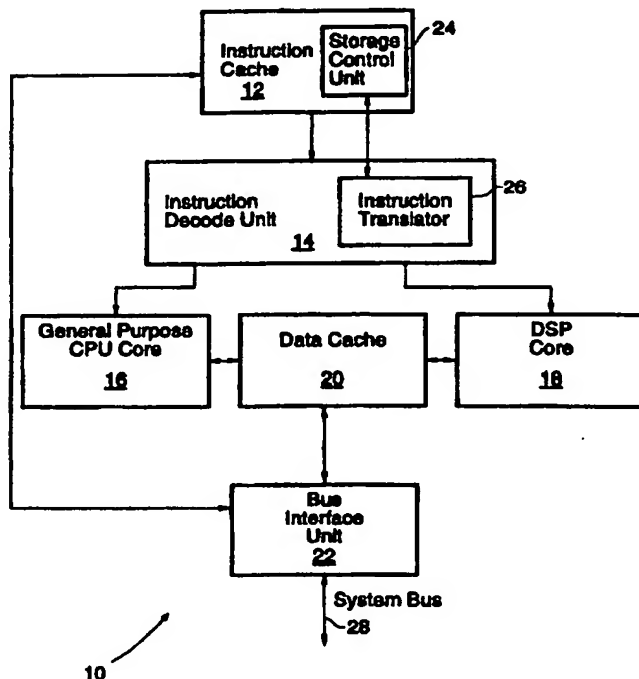 Instruction
Cache
12
Storage
Control
Unit
24
Instruction
Decode Unit
14
Instruction
Translator
26
General Purpose
CPU Core
16
Data Cache
20
DSP
Core
18
Bus
Interface
Unit
22
System Bus
28
10